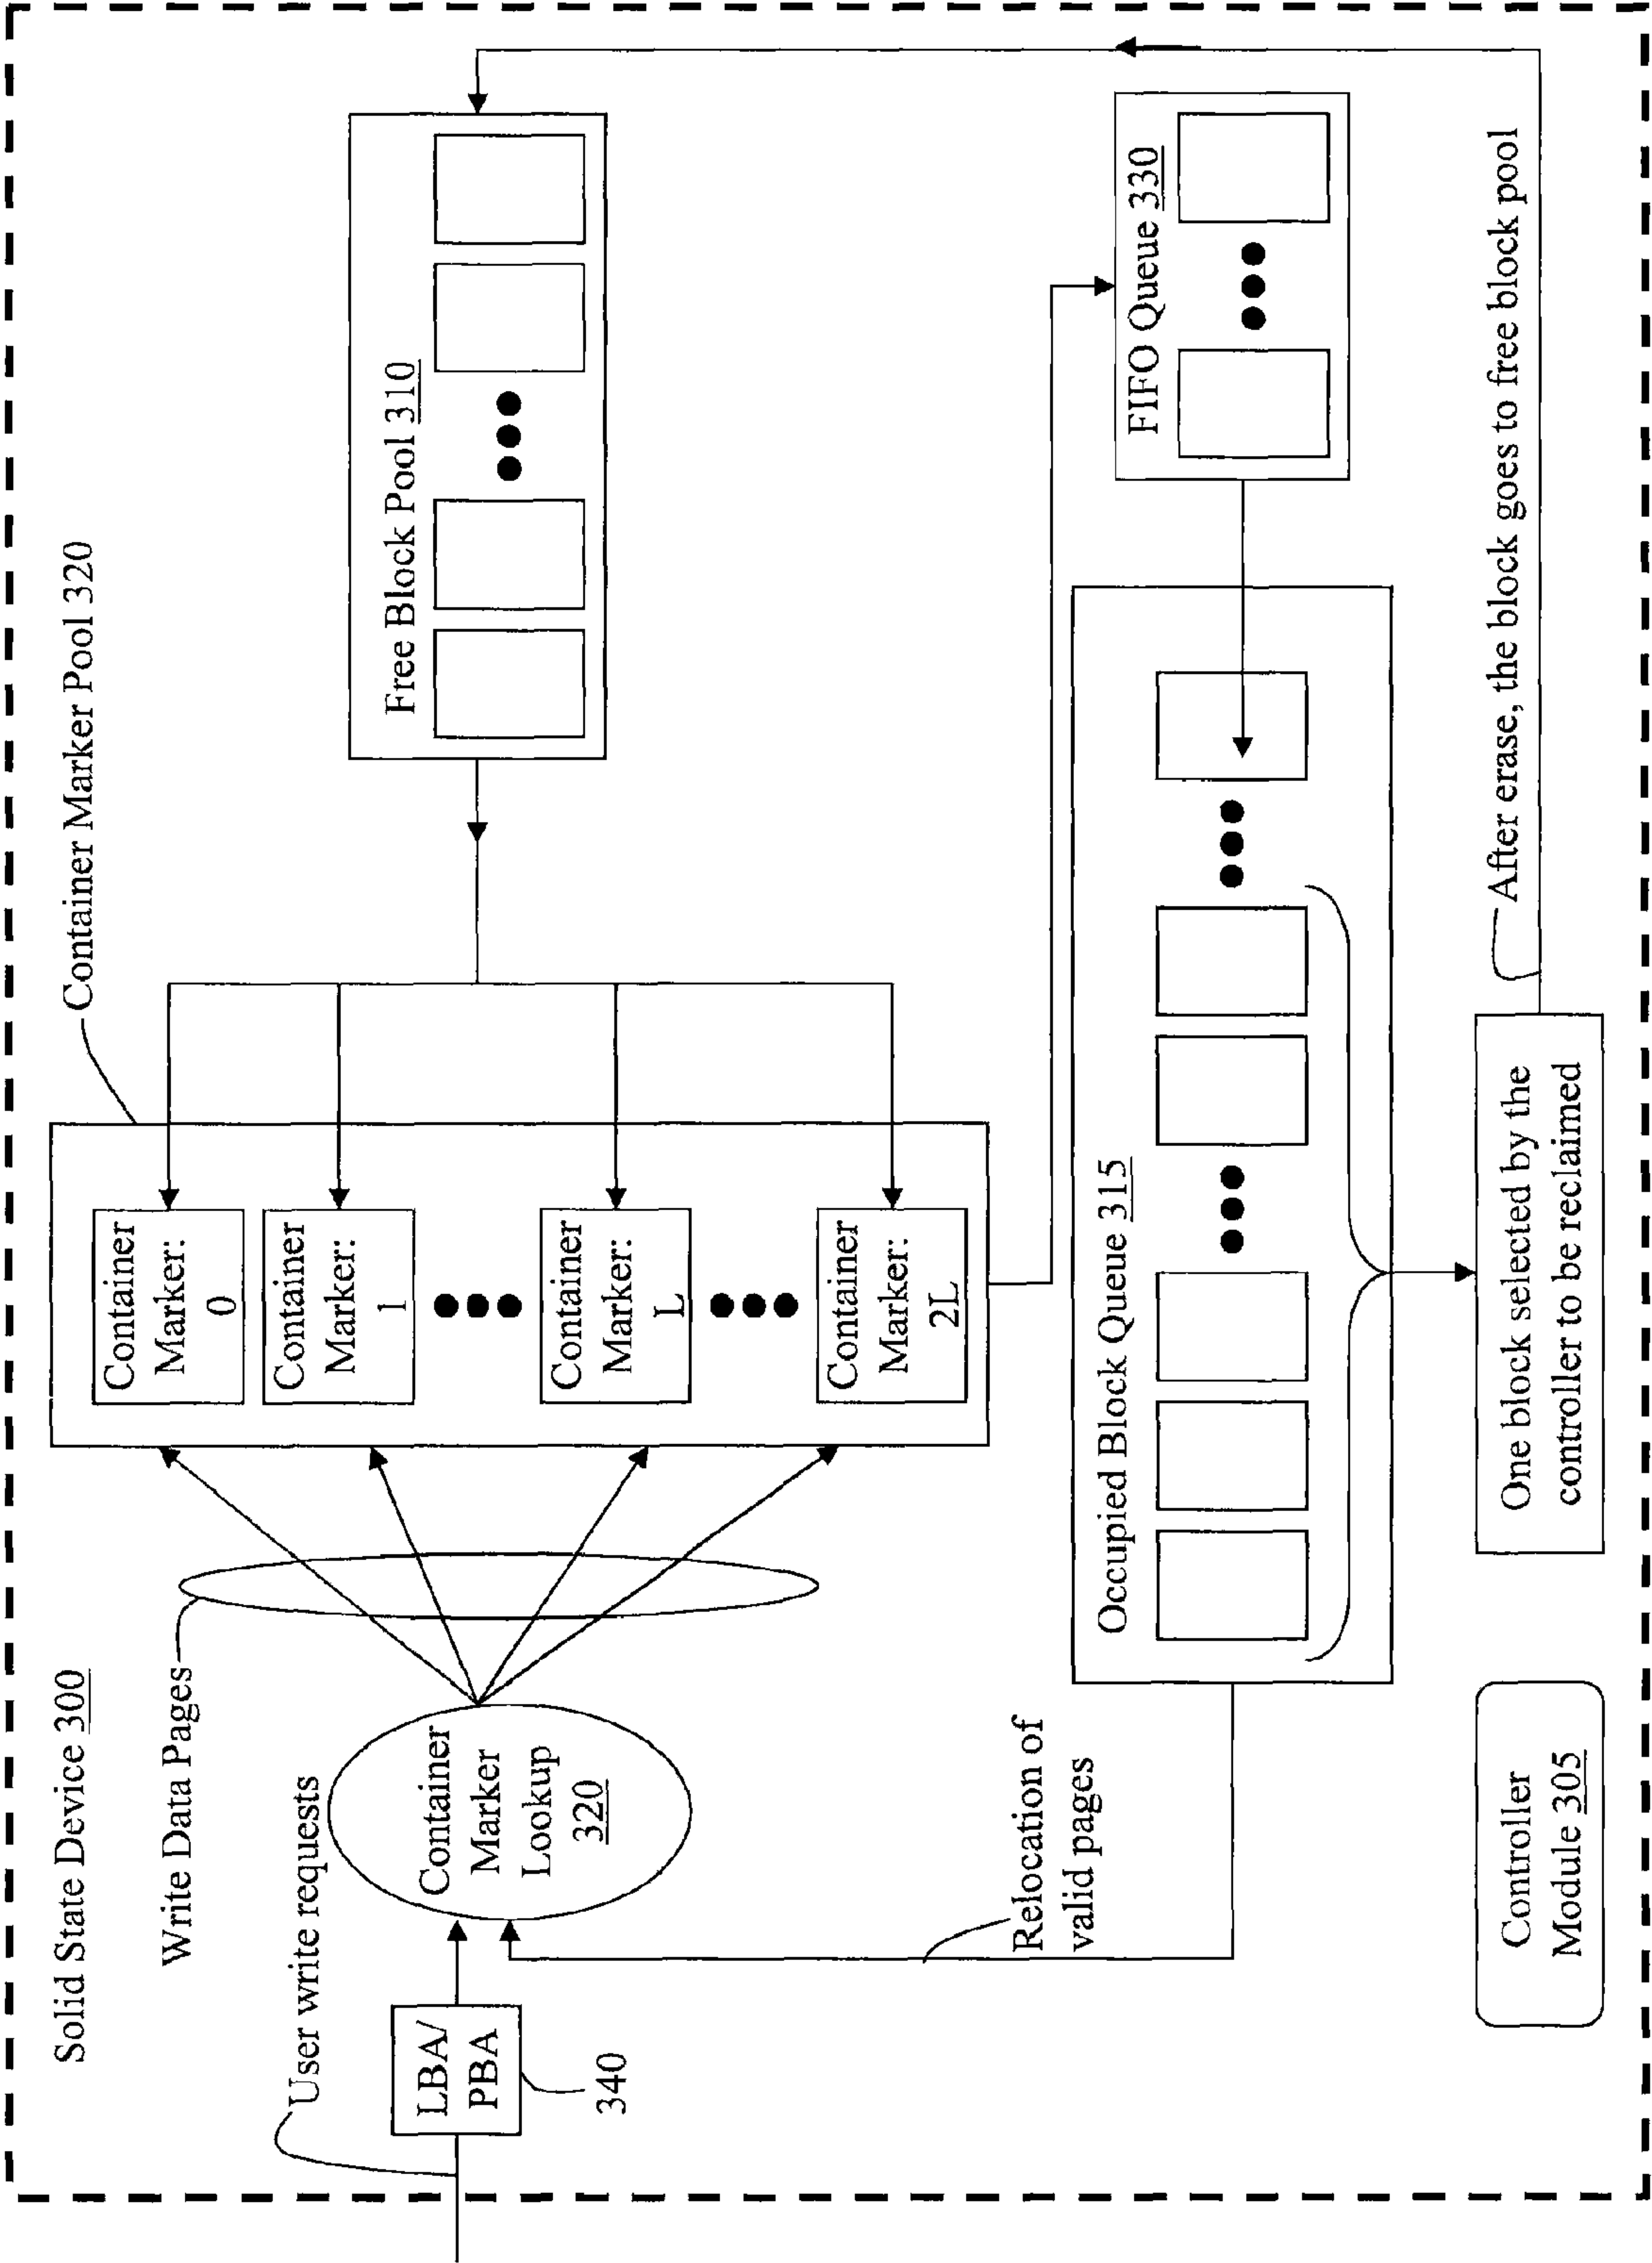 Solid State Device 300
Write Data Pages
User write requests
LBA/
PBA
340
Container
Marker
Lookup
320
Relocation of
valid pages
Controller
Module 305
Container Marker Pool 320
Container
Marker:
0
Container
Marker:
1
Container
Marker:
L
Container
Marker:
2L
Free Block Pool 310
Occupied Block Queue 315
FIFO Queue 330
One block selected by the
controller to be reclaimed
After erase, the block goes to free block pool